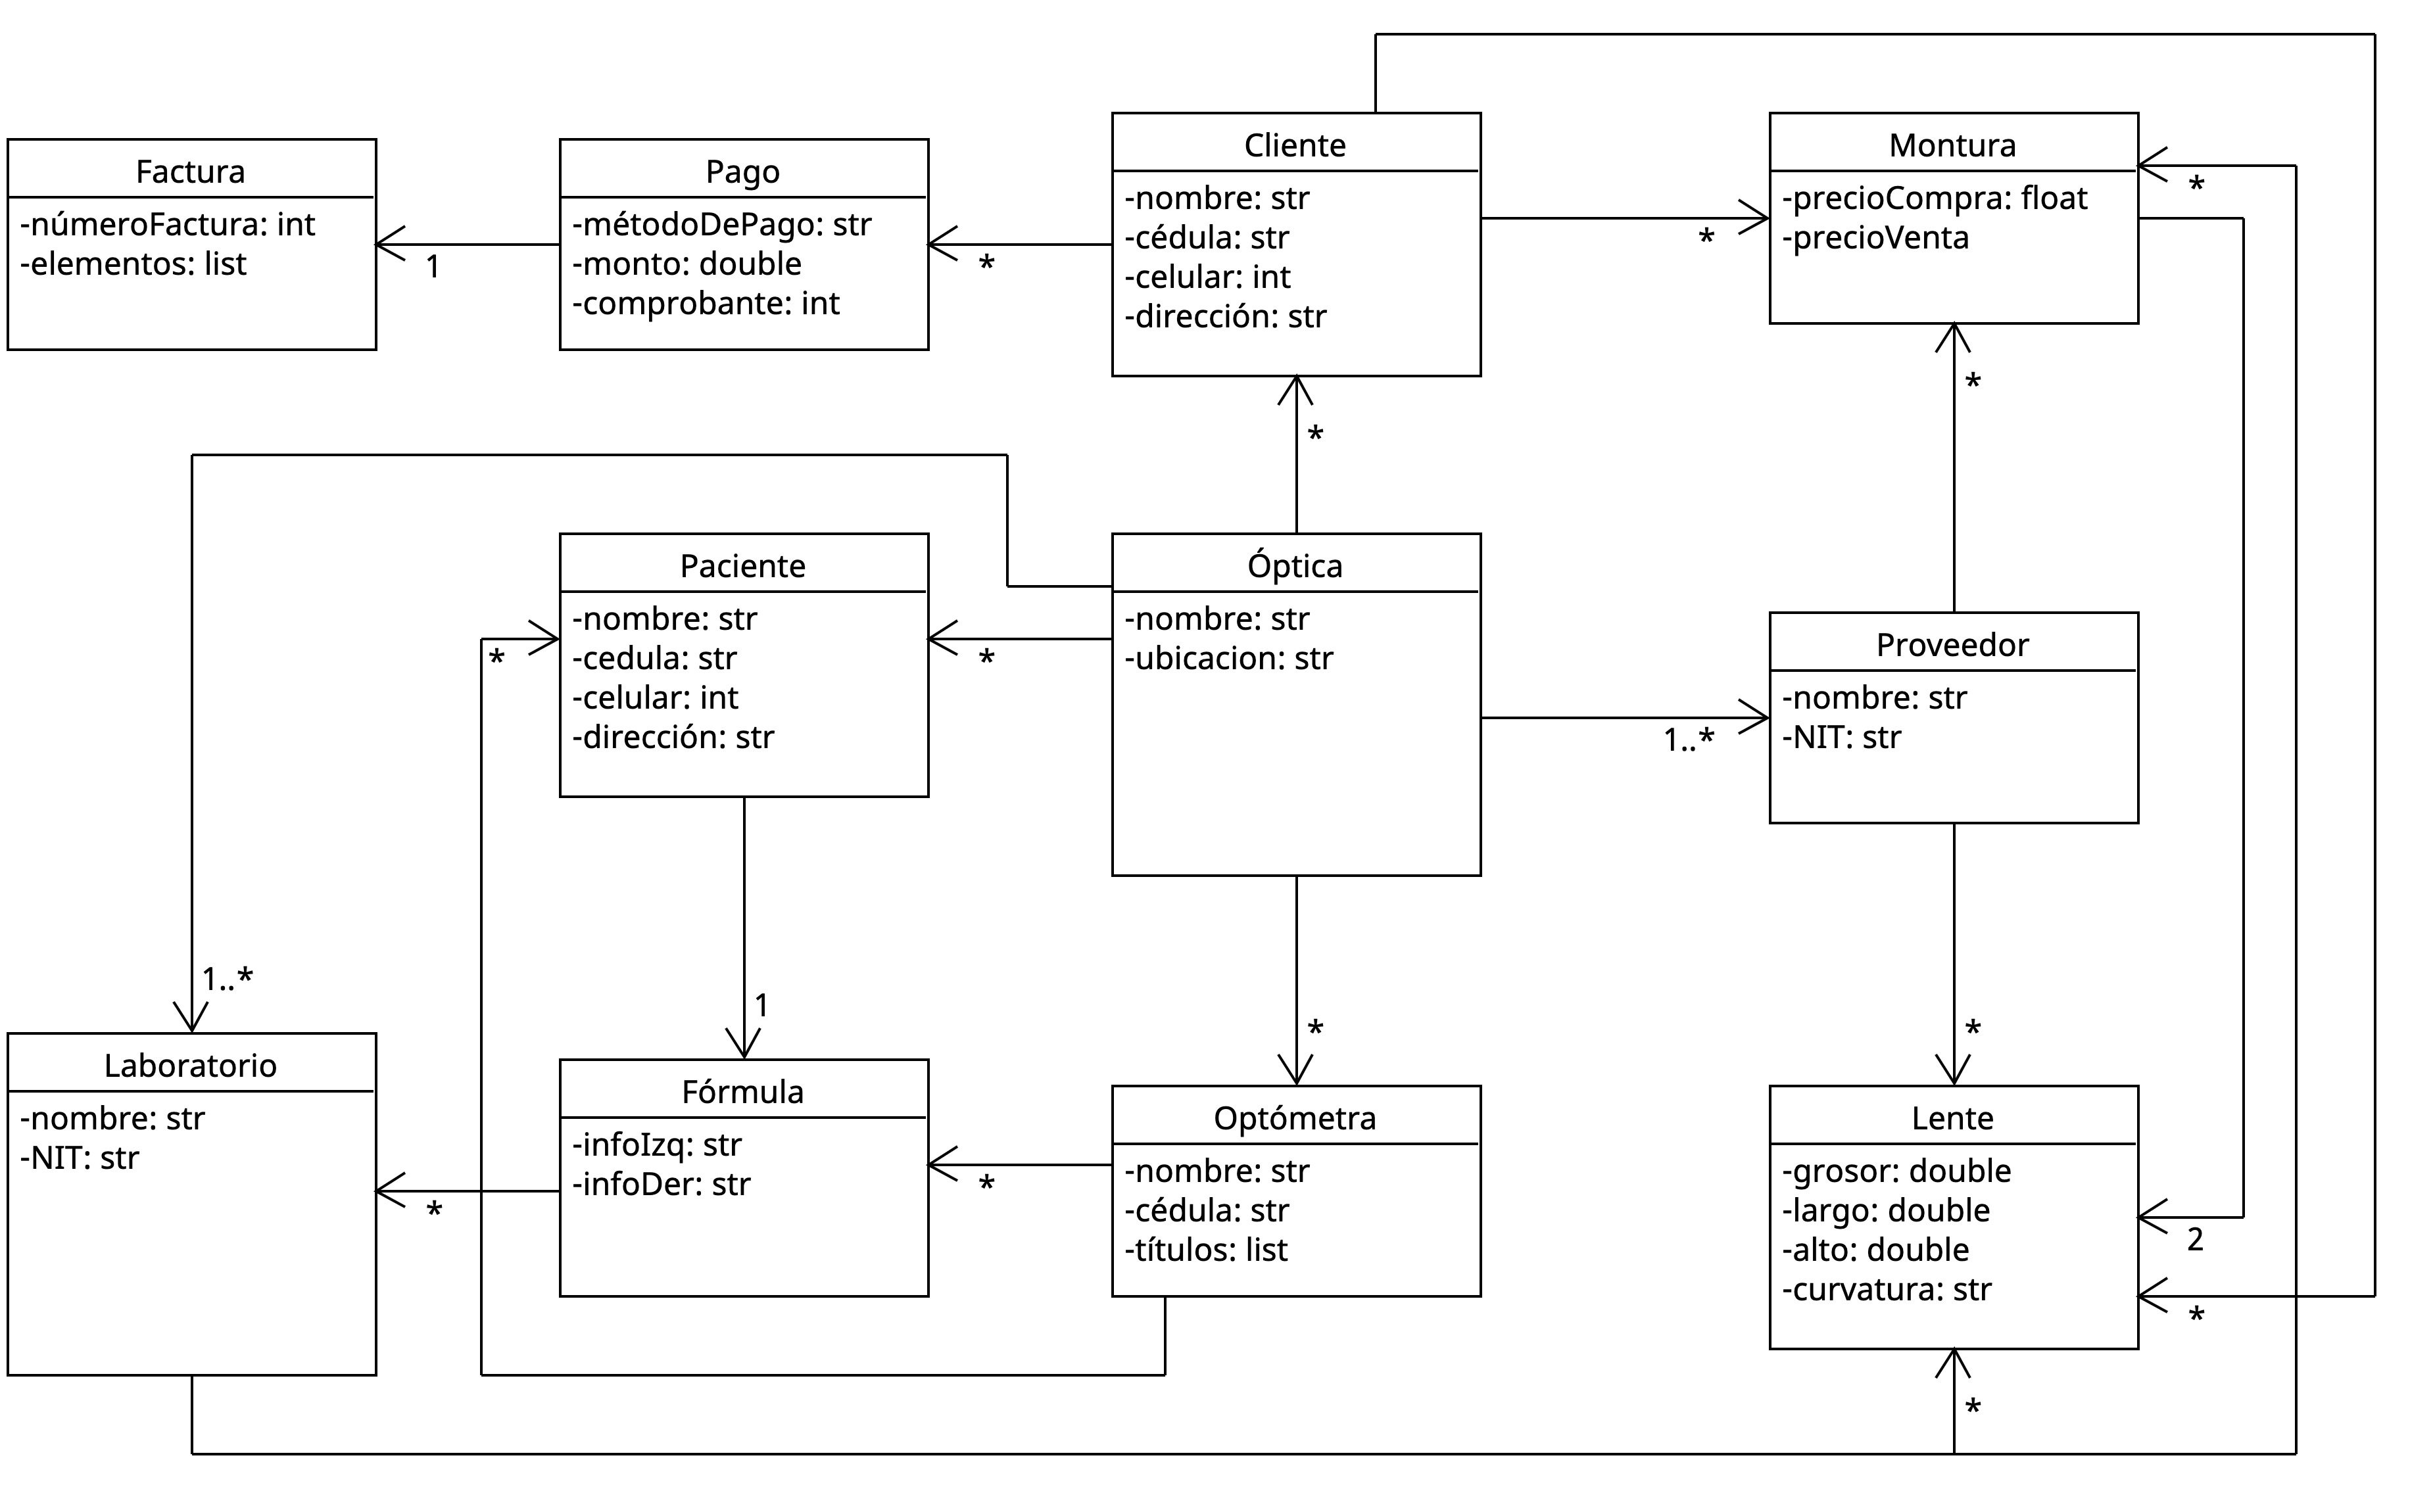 Factura
-númeroFactura: int
-elementos: list
1
Pago
-métodoDePago: str
-monto: double
-comprobante: int
*
Cliente
-nombre: str
-cédula: str
-celular: int
-dirección: str
*
Montura
-precioCompra: float
-precioVenta
*
*
*
Paciente
-nombre: str
-cedula: str
-celular: int
-dirección: str
*
*
Óptica
-nombre: str
-ubicacion: str
1..*
Proveedor
-nombre: str
-NIT: str
1..*
1
*
*
Laboratorio
-nombre: str
-NIT: str
*
Fórmula
-infoIzq: str
-infoDer: str
*
Optómetra
-nombre: str
-cédula: str
-títulos: list
Lente
-grosor: double
-largo: double
-alto: double
-curvatura: str
2
*
*